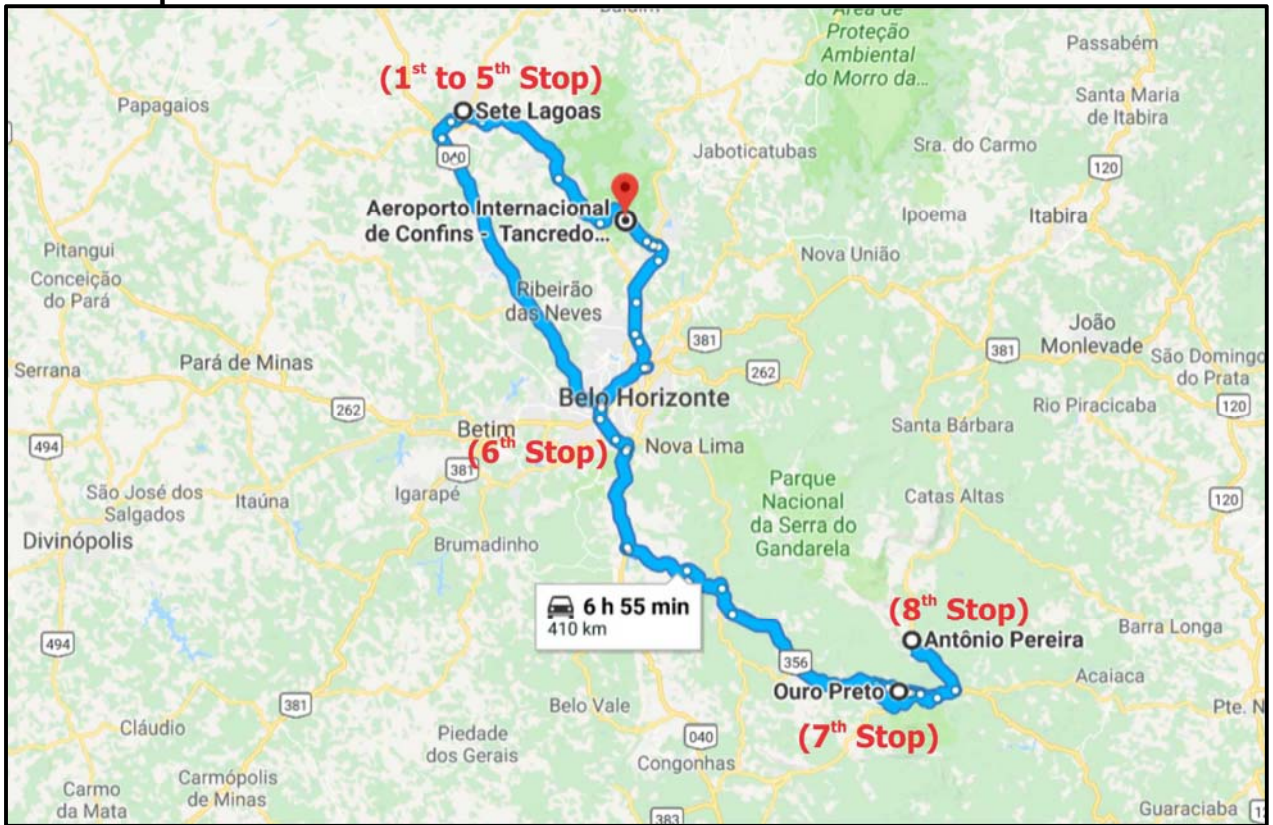 Área de
Proteção
Ambiental
do Morro da...
Passabém
(1st to 5th Stop)
Papagaios
Sete Lagoas
Santa Maria
de Itabira
040
Jaboticatubas
Sra. do Carmo
120
Aeroporto Internacional
de Confins - Tancredo...
Ipoema
Itabira
Pitangui
Conceição
do Pará
Nova União
Ribeirão
das Neves
João
Monlevade
381
381
Pará de Minas
São Domingo
do Prata
Serrana
262
Belo Horizonte
262
Rio Piracicaba
120
Betim
Santa Bárbara
494
(6th Stop)
Nova Lima
381
Parque
Nacional
da Serra do
Gandarela
São José dos
Salgados
Itaúna
Igarapé
Catas Altas
120
Divinópolis
Brumadinho
6 h 55 min
410 km
(8th Stop)
Antônio Pereira
Barra Longa
494
356
Acaiaca
Ouro Preto
381
Belo Vale
Pte. N
Cláudio
Piedade
dos Gerais
040
(7th Stop)
Congonhas
Carmo
da Mata
Carmópolis
de Minas
383
Guaraciaba